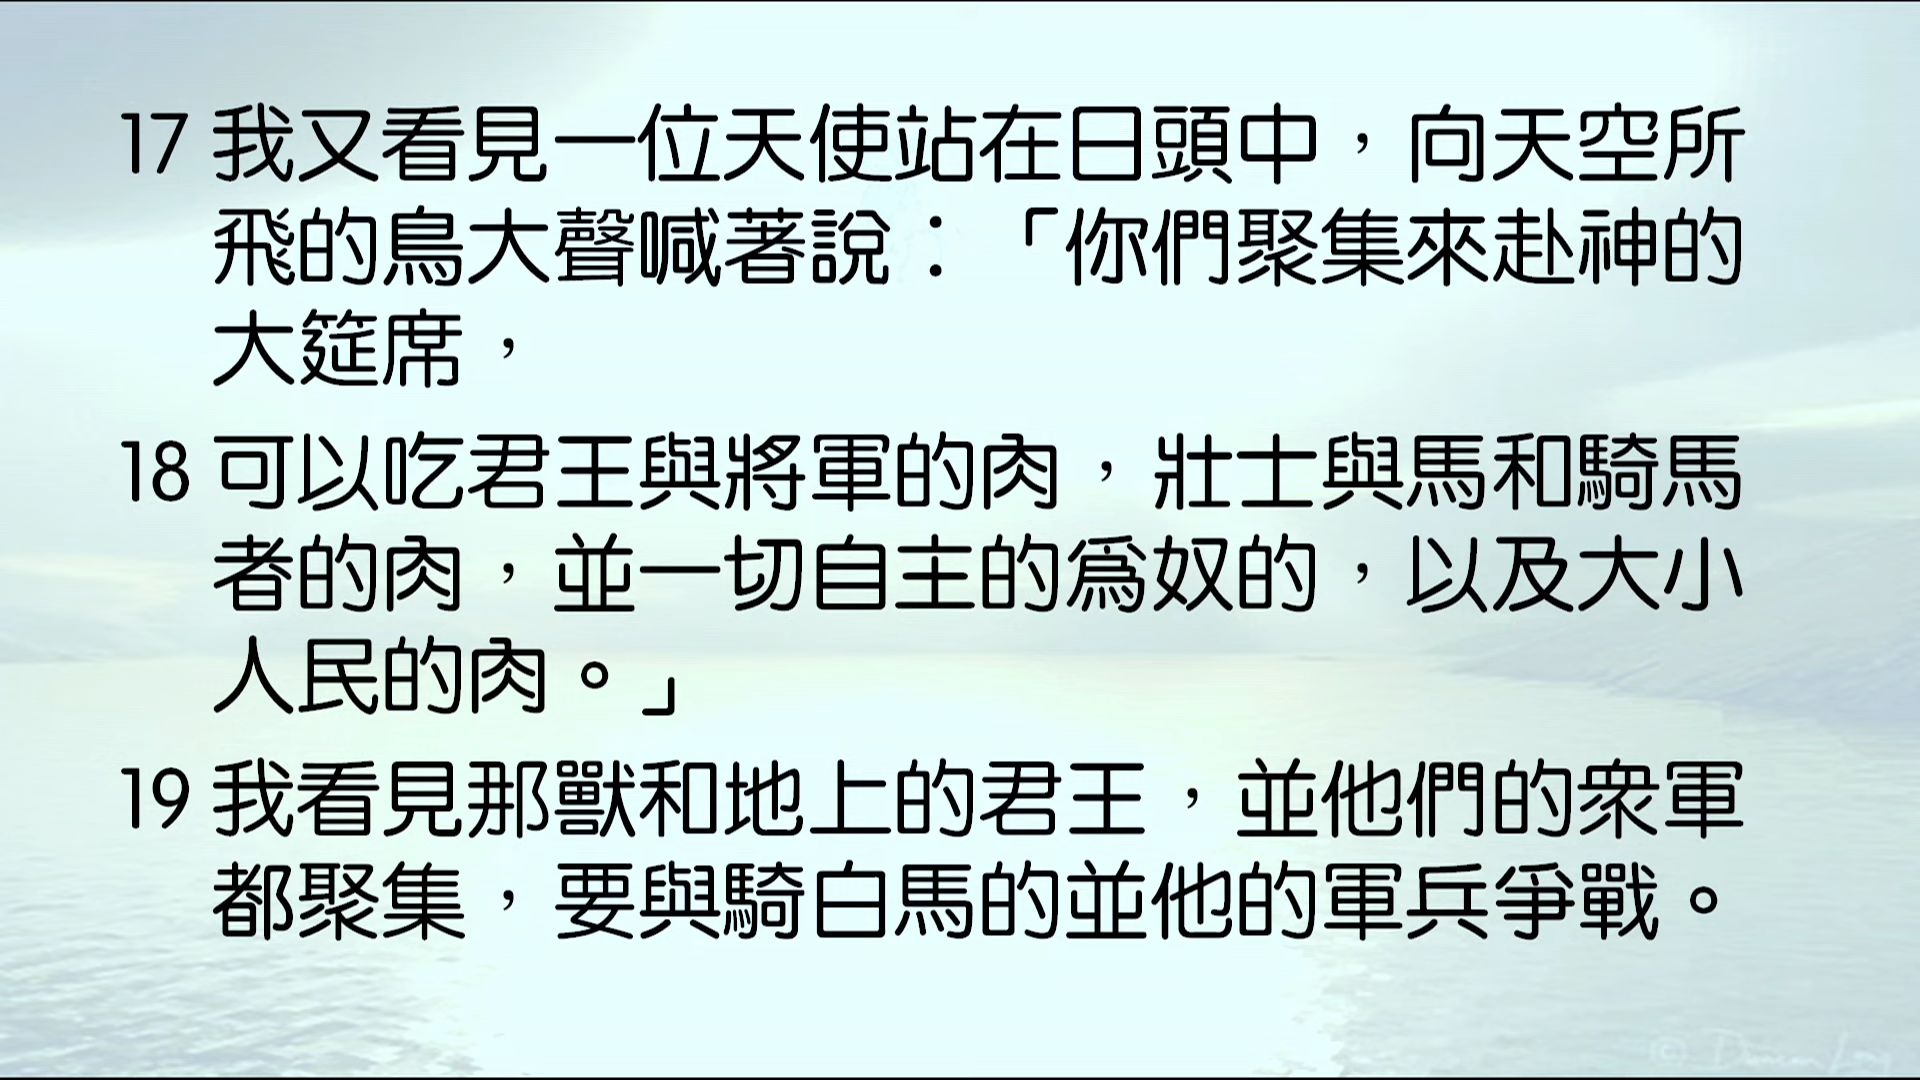 17 我又看見一位天使站在日頭中，向天空所
飛的鳥大聲喊著說：「你們聚集來赴神的
大筵席，
18 可以吃君王與將軍的肉，壯士與馬和騎馬
者的肉，並一切自主的爲奴的，以及大小
人民的肉。」
19 我看見那獸和地上的君王，並他們的眾軍
都聚集，要與騎白馬的並他的軍兵爭戰。